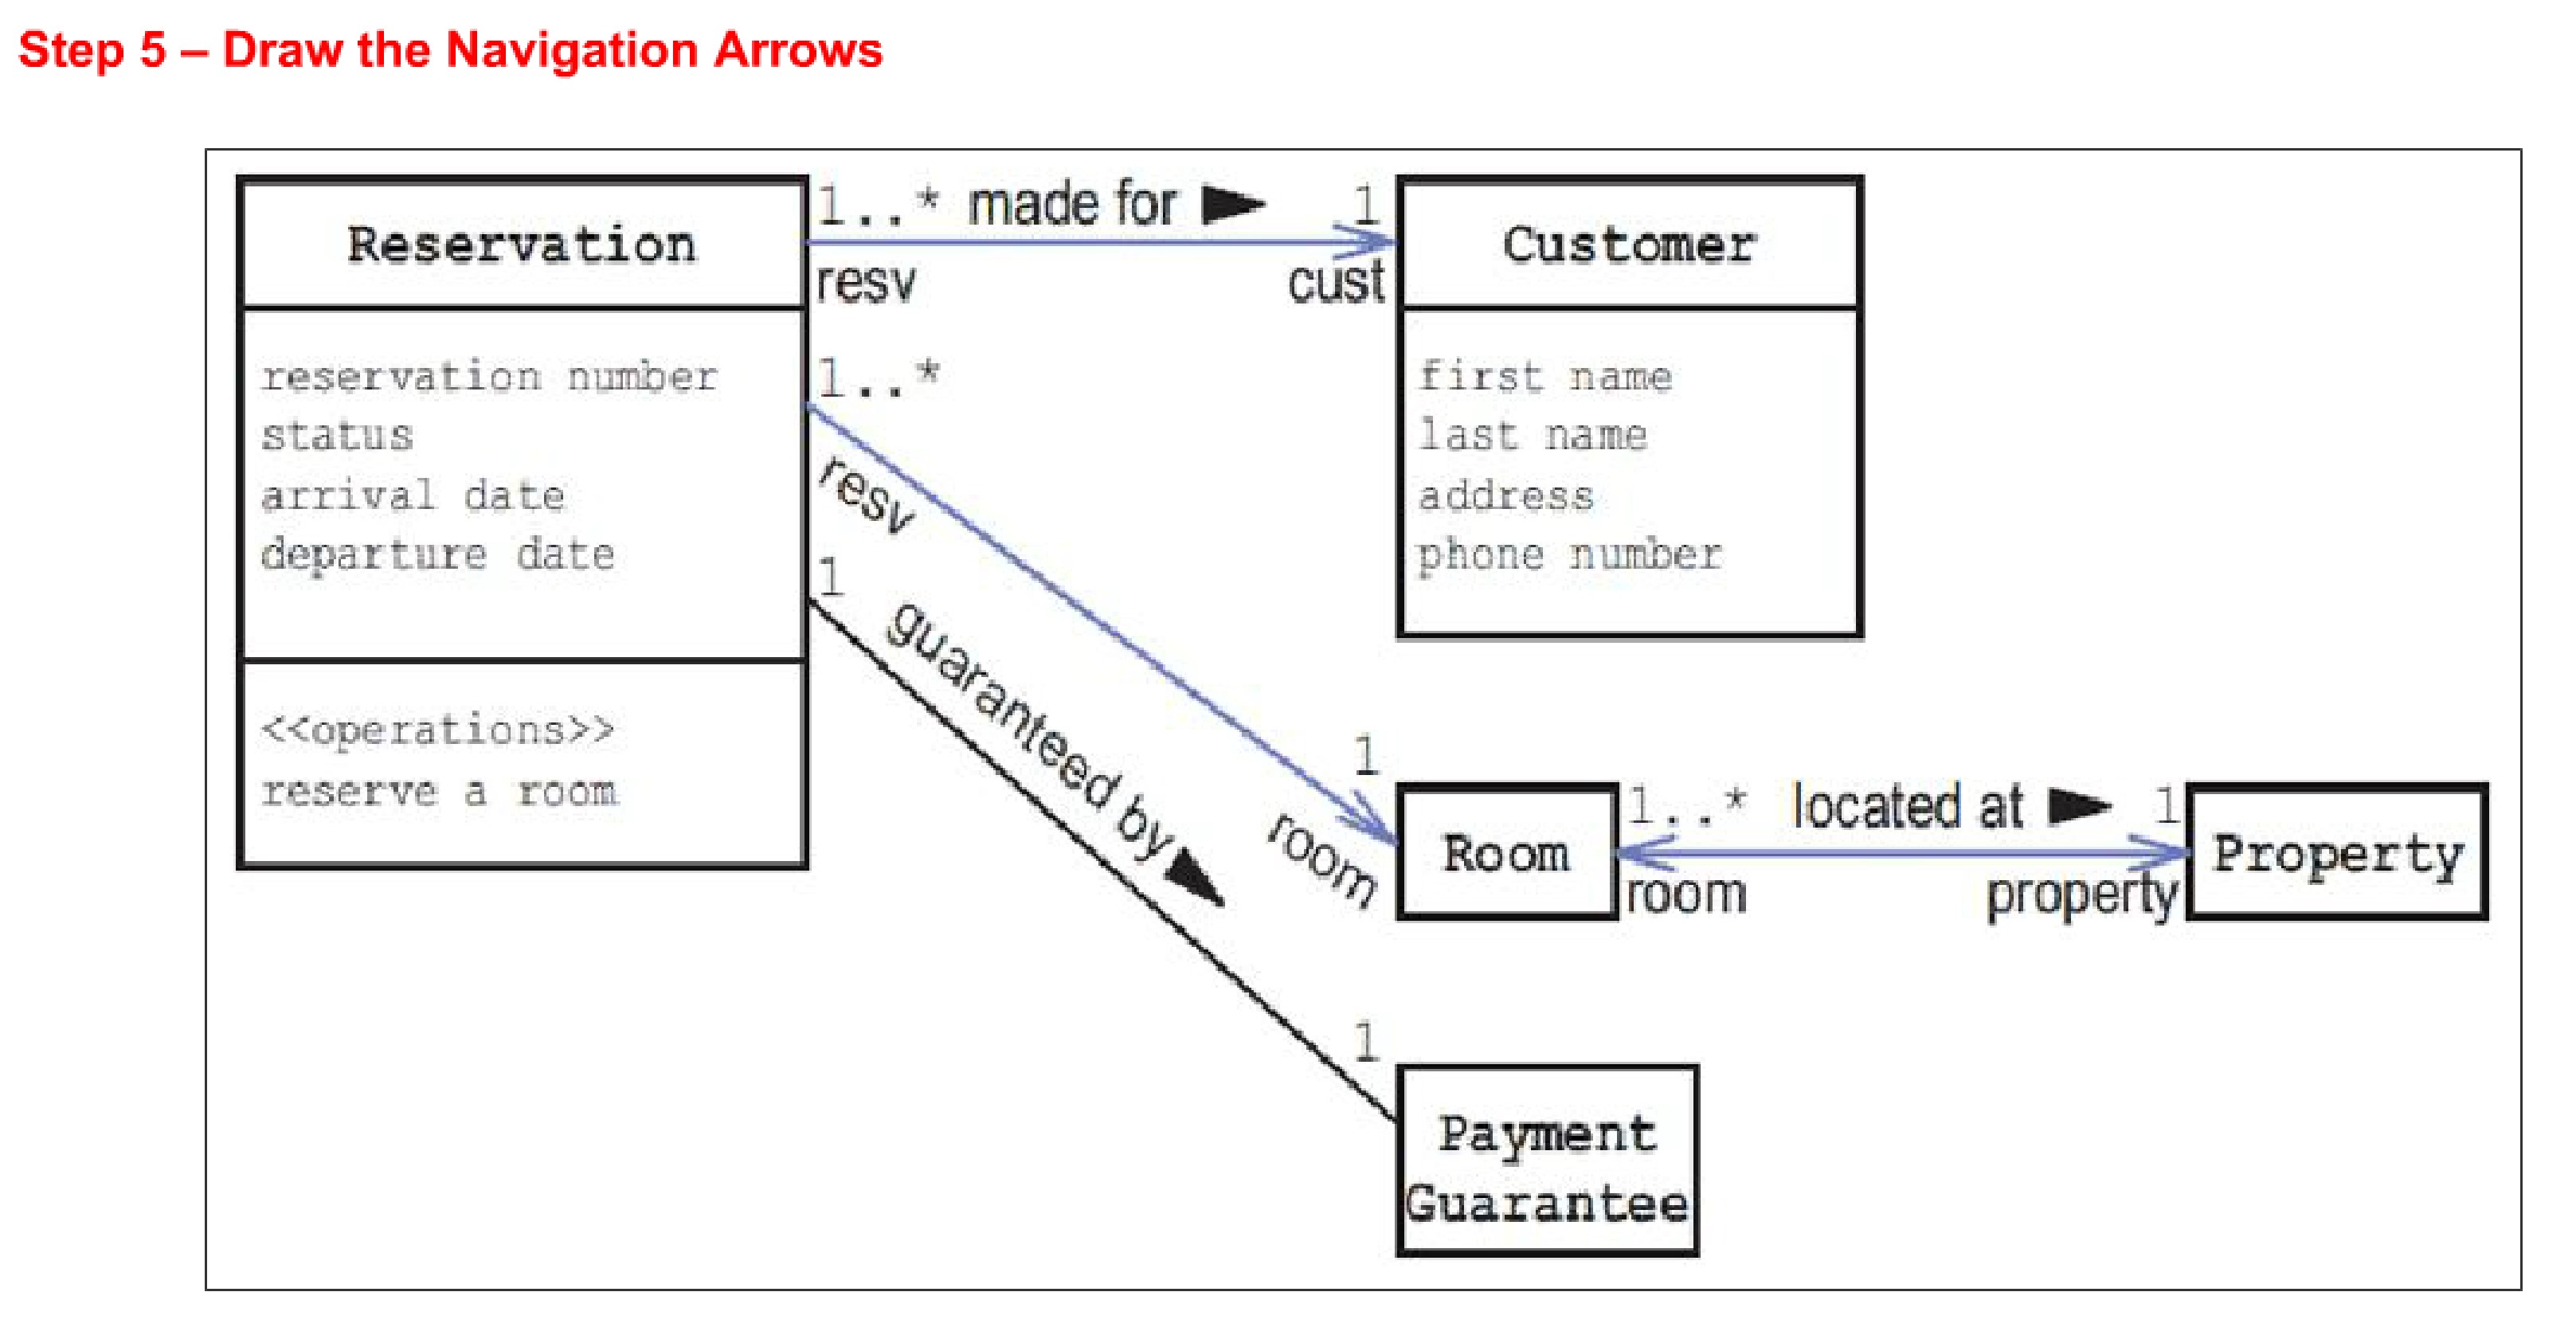 Step 5 – Draw the Navigation Arrows
1..* made for ► 1
Reservation
Customer
resv
cust
reservation number
status
arrival date
departure date
1..*
first name
last name
address
phone number
resv
1
guaranteed by ►
<<operations>>
reserve a room
1
room
Room
1..* located at ► 1
room
property
Property
1
Payment
Guarantee